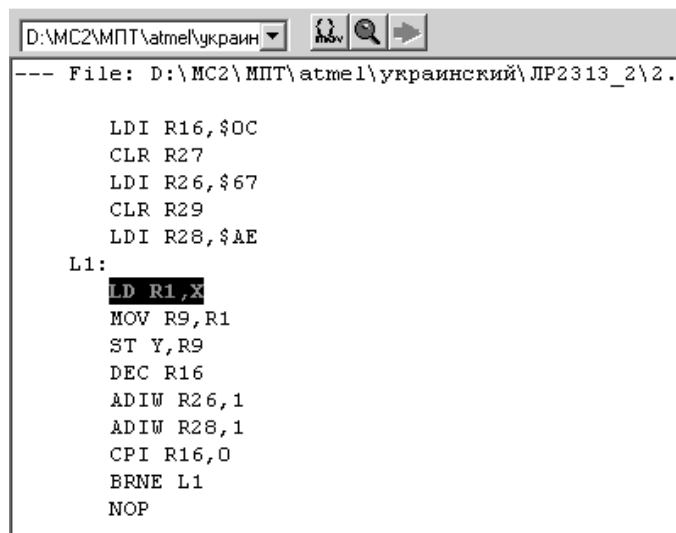 D:\MC2\МПТ\atmel\украин
{} mov
--- File: D:\MC2\МПТ\atmel\украинский\ЛР2313_2\2.
LDI R16,$0C
CLR R27
LDI R26,$67
CLR R29
LDI R28,$AE
L1:
LD R1,X
MOV R9,R1
ST Y,R9
DEC R16
ADIW R26,1
ADIW R28,1
CPI R16,0
BRNE L1
NOP